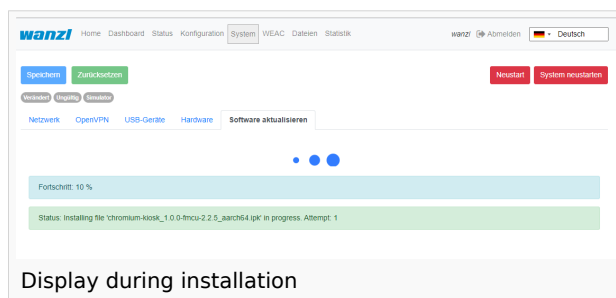 wanzl Home Dashboard Status Konfiguration System WEAC Dateien Statistik wanzl Abmelden Deutsch
Speichern Zurücksetzen Neustart System neustarten
Verändert Ungültig Simulator
Netzwerk OpenVPN USB-Geräte Hardware Software aktualisieren
Fortschritt: 10 %
Status: Installing file 'chromium-kiosk_1.0.0-fmcu-2.2.5_aarch64.ipk' in progress. Attempt: 1
Display during installation